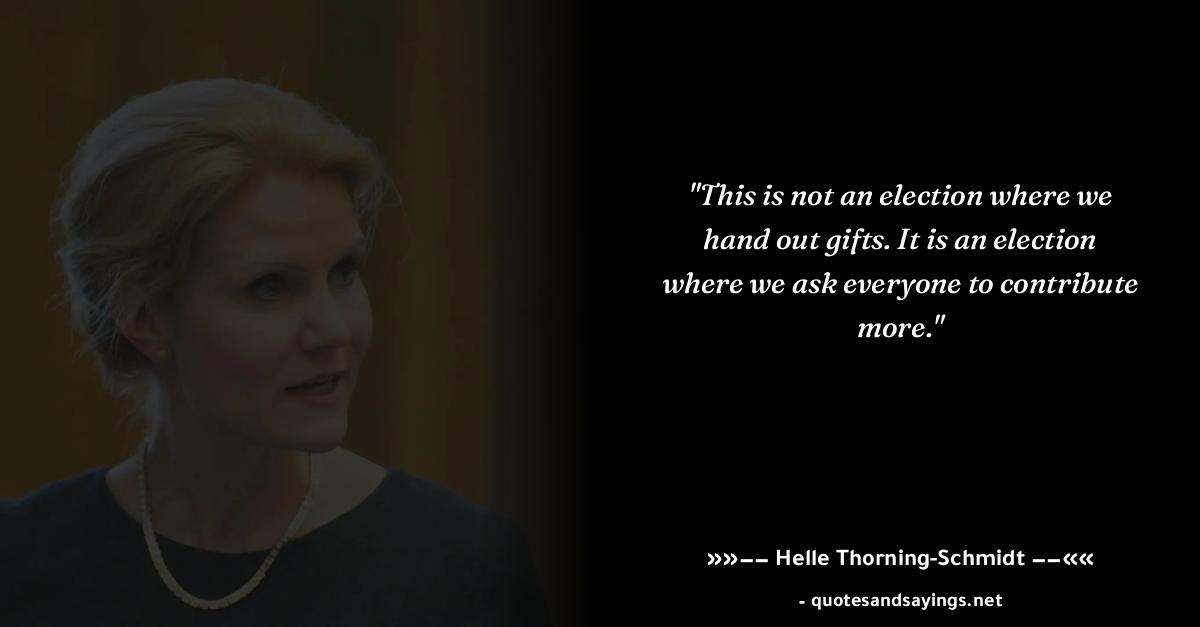 "This is not an election where we
hand out gifts. It is an election
where we ask everyone to contribute
more."
»»−− Helle Thorning-Schmidt −−««
- quotesandsayings.net